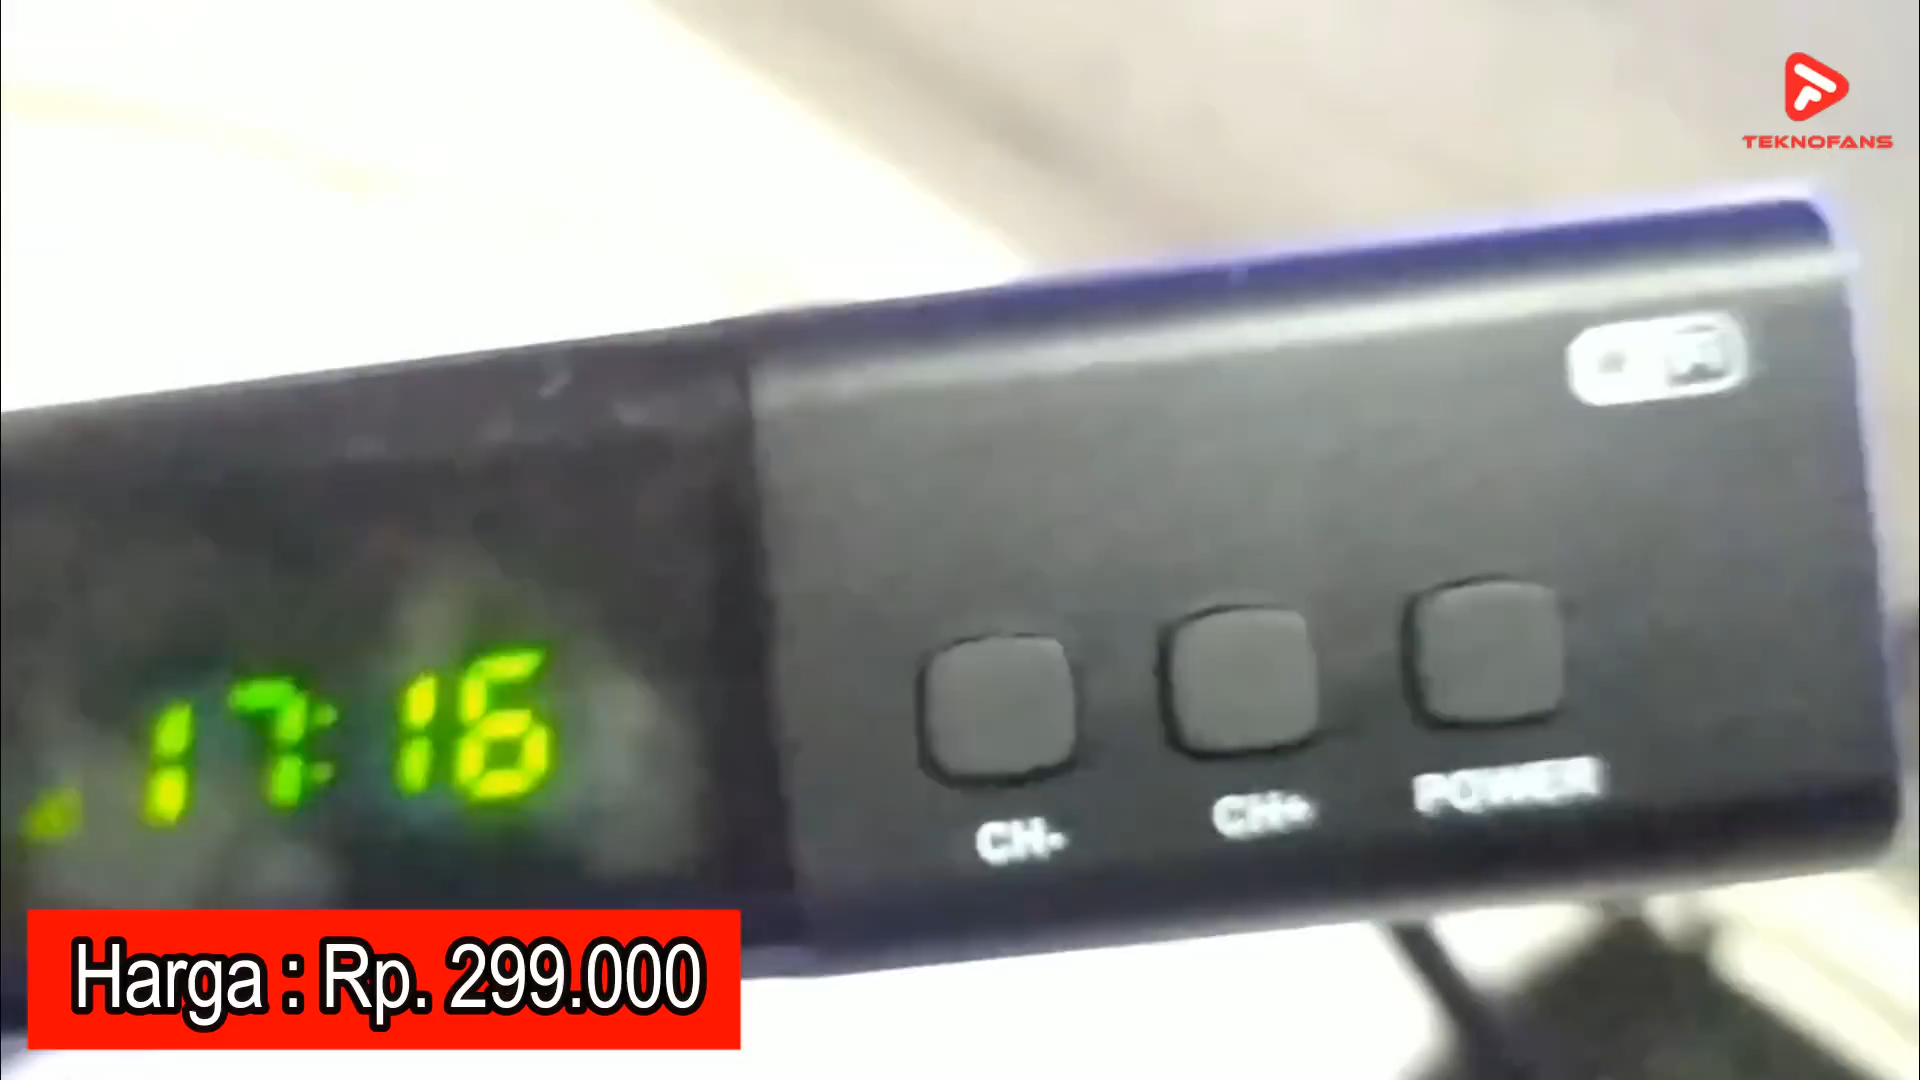 TEKNOFANS
17:16
CH-
CH+
POWER
Harga : Rp. 299.000